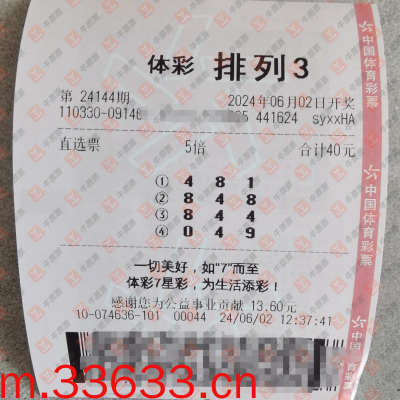 体彩 排列3
第 24144期 2024年06月02日开奖
110330-09148 441624 syxxHA
直选票 5倍 合计40元
① 4 8 1
② 8 4 8
③ 8 4 4
④ 0 4 9
一切美好，如"7"而至
体彩7星彩，为生活添彩！
感谢您为公益事业贡献 13.60元
10-074636-101 00044 24/06/02 12:37:41
m.33633.cn
中国体育彩票
中国体育彩票